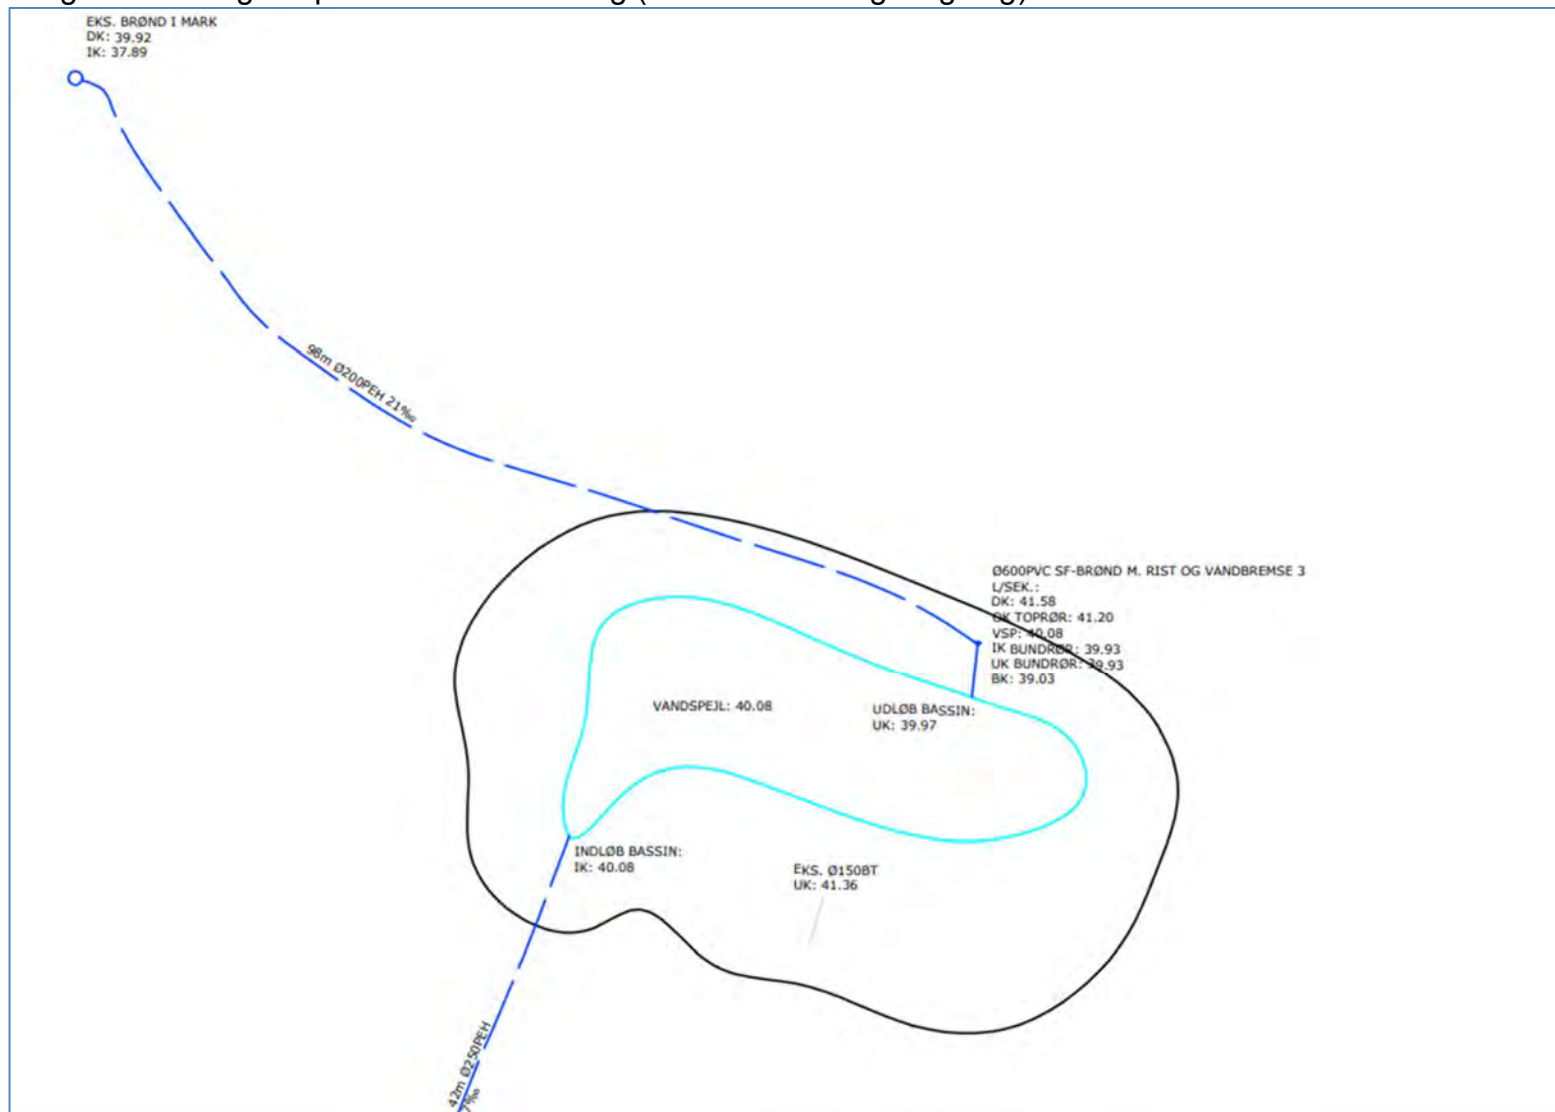 EKS. BRØND I MARK
DK: 39.92
IK: 37.89
98m Ø200PEH 21‰
Ø600PVC SF-BRØND M. RIST OG VANDBREMSE 3
L/SEK.:
DK: 41.58
OK TOPRØR: 41.20
VSP: 40.08
IK BUNDRØR: 39.93
UK BUNDRØR: 39.93
BK: 39.03
VANDSPEJL: 40.08
UDLØB BASSIN:
UK: 39.97
INDLØB BASSIN:
IK: 40.08
EKS. Ø150BT
UK: 41.36
42m Ø250PEH
7‰